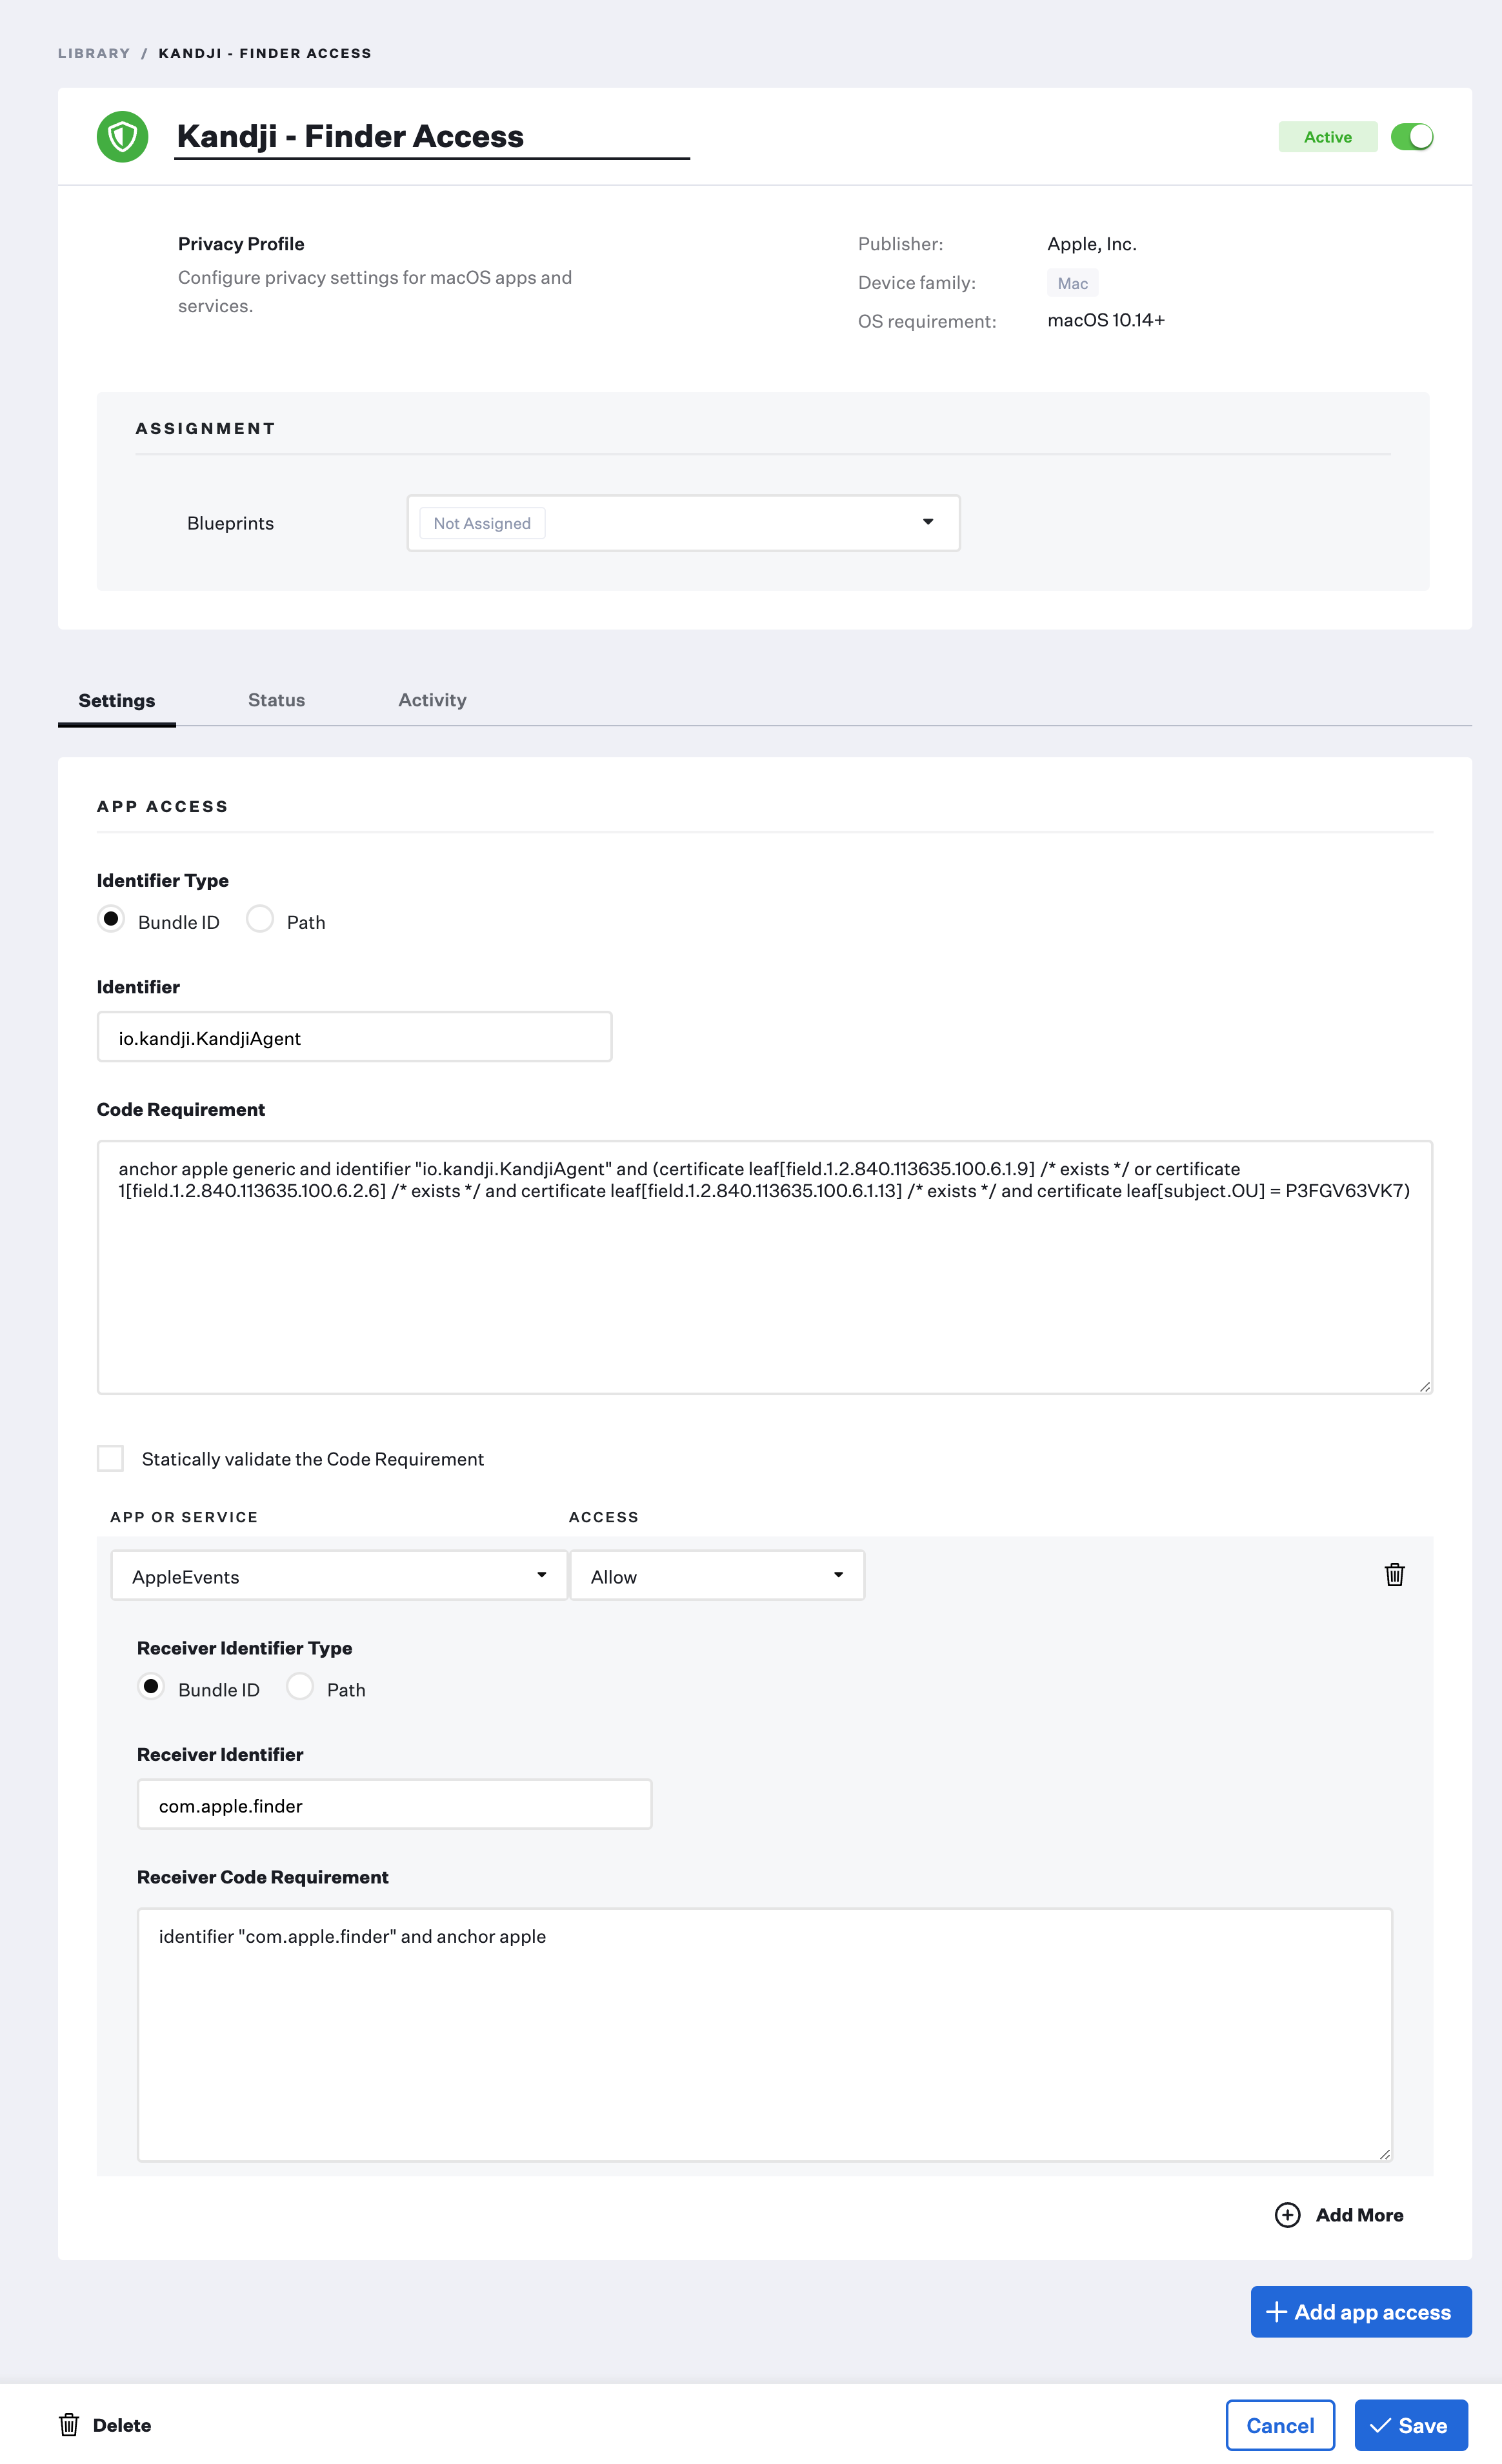 LIBRARY / KANDJI - FINDER ACCESS
Kandji - Finder Access
Active
Privacy Profile
Configure privacy settings for macOS apps and
services.
Publisher: Apple, Inc.
Device family: Mac
OS requirement: macOS 10.14+
ASSIGNMENT
Blueprints Not Assigned
Settings Status Activity
APP ACCESS
Identifier Type
Bundle ID Path
Identifier
io.kandji.KandjiAgent
Code Requirement
anchor apple generic and identifier "io.kandji.KandjiAgent" and (certificate leaf[field.1.2.840.113635.100.6.1.9] /* exists */ or certificate
1[field.1.2.840.113635.100.6.2.6] /* exists */ and certificate leaf[field.1.2.840.113635.100.6.1.13] /* exists */ and certificate leaf[subject.OU] = P3FGV63VK7)
Statically validate the Code Requirement
APP OR SERVICE ACCESS
AppleEvents Allow
Receiver Identifier Type
Bundle ID Path
Receiver Identifier
com.apple.finder
Receiver Code Requirement
identifier "com.apple.finder" and anchor apple
Add More
Add app access
Delete Cancel Save